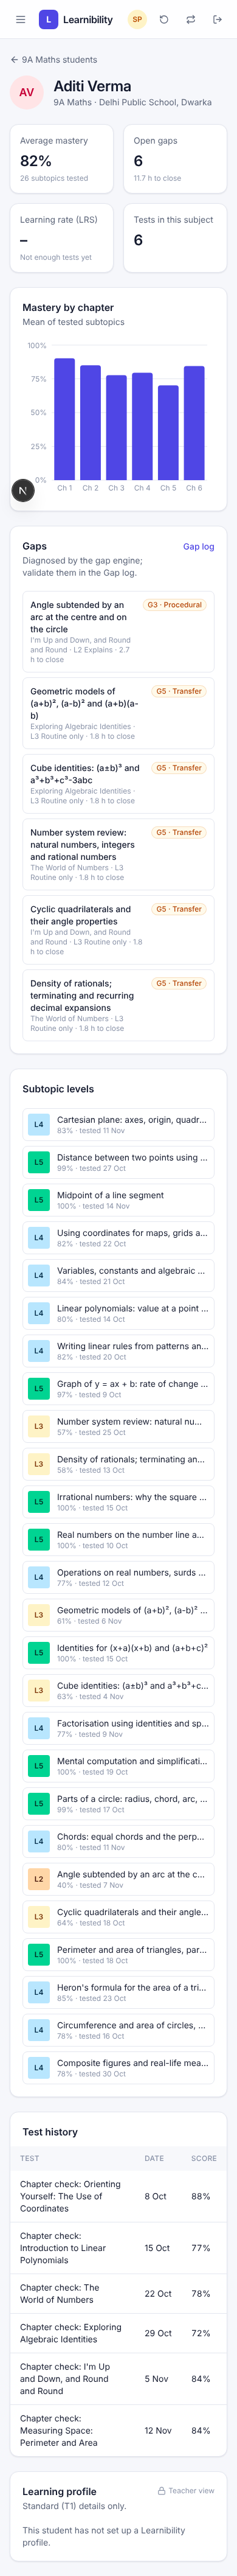 L Learnibility SP
← 9A Maths students
AV
Aditi Verma
9A Maths · Delhi Public School, Dwarka
Average mastery
82%
26 subtopics tested
Open gaps
6
11.7 h to close
Learning rate (LRS)
–
Not enough tests yet
Tests in this subject
6
Mastery by chapter
Mean of tested subtopics
100%
75%
50%
25%
0%
Ch 1 Ch 2 Ch 3 Ch 4 Ch 5 Ch 6
N
Gaps
Gap log
Diagnosed by the gap engine;
validate them in the Gap log.
Angle subtended by an
arc at the centre and on
the circle
G3 · Procedural
I'm Up and Down, and Round
and Round · L2 Explains · 2.7
h to close
Geometric models of
(a+b)², (a-b)² and (a+b)(a-
b)
G5 · Transfer
Exploring Algebraic Identities ·
L3 Routine only · 1.8 h to close
Cube identities: (a±b)³ and
a³+b³+c³-3abc
G5 · Transfer
Exploring Algebraic Identities ·
L3 Routine only · 1.8 h to close
Number system review:
natural numbers, integers
and rational numbers
G5 · Transfer
The World of Numbers · L3
Routine only · 1.8 h to close
Cyclic quadrilaterals and
their angle properties
G5 · Transfer
I'm Up and Down, and Round
and Round · L3 Routine only · 1.8
h to close
Density of rationals;
terminating and recurring
decimal expansions
G5 · Transfer
The World of Numbers · L3
Routine only · 1.8 h to close
Subtopic levels
L4 Cartesian plane: axes, origin, quadr...
83% · tested 11 Nov
L5 Distance between two points using ...
99% · tested 27 Oct
L5 Midpoint of a line segment
100% · tested 14 Nov
L4 Using coordinates for maps, grids a...
82% · tested 22 Oct
L4 Variables, constants and algebraic ...
84% · tested 21 Oct
L4 Linear polynomials: value at a point ...
80% · tested 14 Oct
L4 Writing linear rules from patterns an...
82% · tested 20 Oct
L5 Graph of y = ax + b: rate of change ...
97% · tested 9 Oct
L3 Number system review: natural nu...
57% · tested 25 Oct
L3 Density of rationals; terminating an...
58% · tested 13 Oct
L5 Irrational numbers: why the square ...
100% · tested 15 Oct
L5 Real numbers on the number line a...
100% · tested 10 Oct
L4 Operations on real numbers, surds ...
77% · tested 12 Oct
L3 Geometric models of (a+b)², (a-b)² ...
61% · tested 6 Nov
L5 Identities for (x+a)(x+b) and (a+b+c)²
100% · tested 15 Oct
L3 Cube identities: (a±b)³ and a³+b³+c...
63% · tested 4 Nov
L4 Factorisation using identities and sp...
77% · tested 9 Nov
L5 Mental computation and simplificati...
100% · tested 19 Oct
L5 Parts of a circle: radius, chord, arc, ...
99% · tested 17 Oct
L4 Chords: equal chords and the perp...
80% · tested 11 Nov
L2 Angle subtended by an arc at the c...
40% · tested 7 Nov
L3 Cyclic quadrilaterals and their angle...
64% · tested 18 Oct
L5 Perimeter and area of triangles, par...
100% · tested 18 Oct
L4 Heron's formula for the area of a tri...
85% · tested 23 Oct
L4 Circumference and area of circles, ...
78% · tested 16 Oct
L4 Composite figures and real-life mea...
78% · tested 30 Oct
Test history
TEST DATE SCORE
Chapter check: Orienting
Yourself: The Use of
Coordinates
8 Oct 88%
Chapter check:
Introduction to Linear
Polynomials
15 Oct 77%
Chapter check: The
World of Numbers
22 Oct 78%
Chapter check: Exploring
Algebraic Identities
29 Oct 72%
Chapter check: I'm Up
and Down, and Round
and Round
5 Nov 84%
Chapter check:
Measuring Space:
Perimeter and Area
12 Nov 84%
Learning profile
Teacher view
Standard (T1) details only.
This student has not set up a Learnibility
profile.